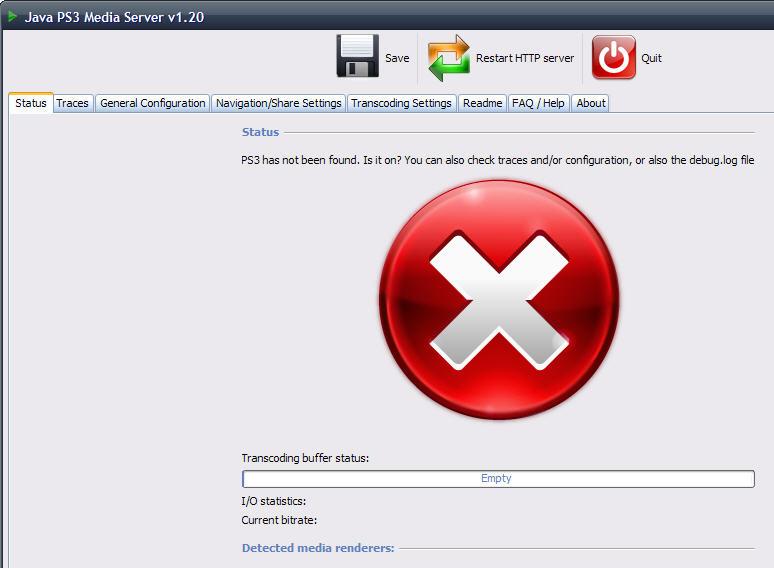 Java PS3 Media Server v1.20
Save
Restart HTTP server
Quit
Status
Traces
General Configuration
Navigation/Share Settings
Transcoding Settings
Readme
FAQ / Help
About
Status
PS3 has not been found. Is it on? You can also check traces and/or configuration, or also the debug.log file
Transcoding buffer status:
Empty
I/O statistics:
Current bitrate:
Detected media renderers: